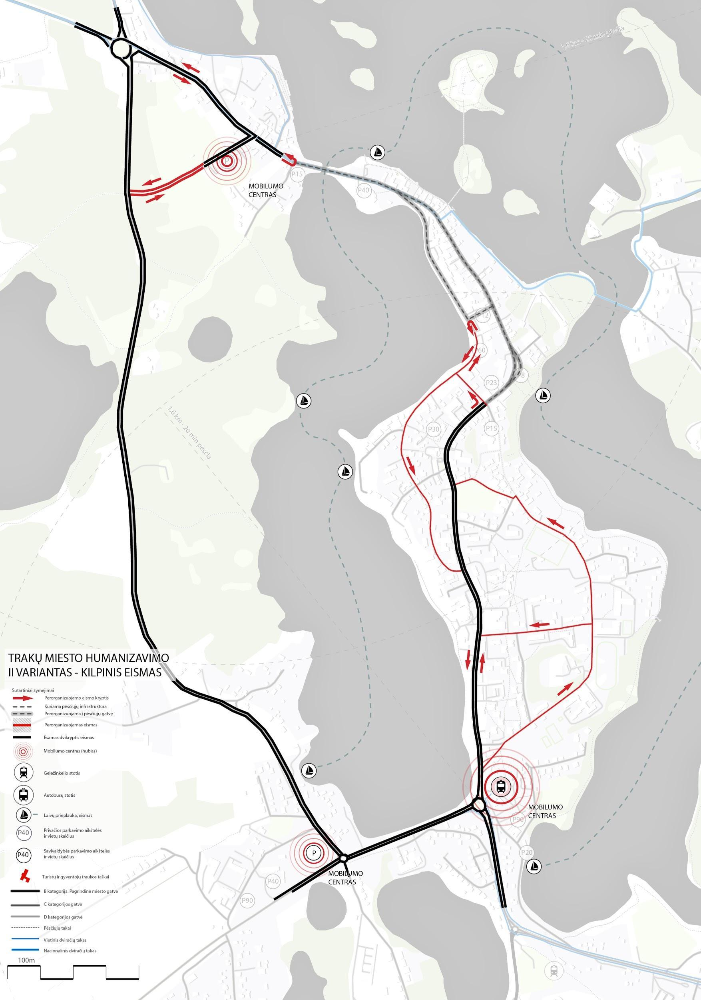 1,6 km - 20 min pėsčia
P
MOBILUMO
CENTRAS
P15
P40
P12
P60
P8
P23
P30
P15
1,6 km - 20 min pėsčia
TRAKŲ MIESTO HUMANIZAVIMO
II VARIANTAS - KILPINIS EISMAS
Sutartiniai žymėjimai
Perorganizuojamo eismo kryptis
Kuriama pėsčiųjų infrastruktūra
Perorganizuojama į pėsčiųjų gatvę
Perorganizuojamas eismas
Esamas dvikryptis eismas
Mobilumo centras (hub'as)
Geležinkelio stotis
Autobusų stotis
Laivų prieplauka, eismas
P40
Privačios parkavimo aikštelės
ir vietų skaičius
P40
Savivaldybės parkavimo aikštelės
ir vietų skaičius
Turistų ir gyventojų traukos taškai
B kategorija. Pagrindinė miesto gatvė
C kategorijos gatvė
D kategorijos gatvė
Pėsčiųjų takai
Vietinis dviračių takas
Nacionalinis dviračių takas
100m
MOBILUMO
CENTRAS
P90
P20
P
MOBILUMO
CENTRAS
P40
P90